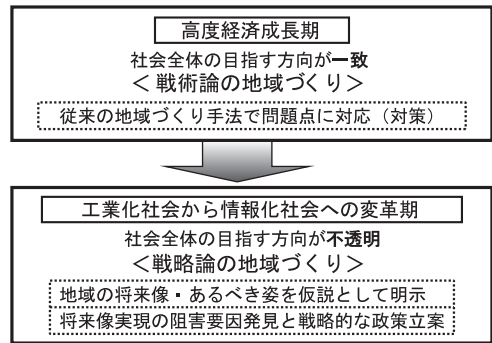 高度経済成長期
社会全体の目指す方向が一致
＜戦術論の地域づくり＞
従来の地域づくり手法で問題点に対応（対策）
工業化社会から情報化社会への変革期
社会全体の目指す方向が不透明
＜戦略論の地域づくり＞
地域の将来像・あるべき姿を仮説として明示
将来像実現の阻害要因発見と戦略的な政策立案